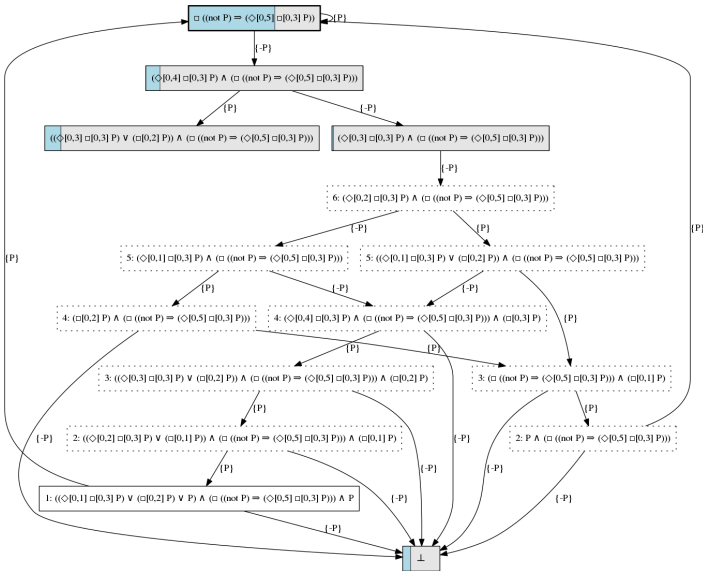 □ ((not P) ⇒ (◇[0,5] □[0,3] P))
{P}
{-P}
(◇[0,4] □[0,3] P) ∧ (□ ((not P) ⇒ (◇[0,5] □[0,3] P)))
{P}
{-P}
((◇[0,3] □[0,3] P) ∨ (□[0,2] P)) ∧ (□ ((not P) ⇒ (◇[0,5] □[0,3] P)))
(◇[0,3] □[0,3] P) ∧ (□ ((not P) ⇒ (◇[0,5] □[0,3] P)))
{-P}
6: (◇[0,2] □[0,3] P) ∧ (□ ((not P) ⇒ (◇[0,5] □[0,3] P)))
{-P}
{P}
{P}
{P}
5: (◇[0,1] □[0,3] P) ∧ (□ ((not P) ⇒ (◇[0,5] □[0,3] P)))
5: ((◇[0,1] □[0,3] P) ∨ (□[0,2] P)) ∧ (□ ((not P) ⇒ (◇[0,5] □[0,3] P)))
{P}
{-P}
{-P}
4: (□[0,2] P) ∧ (□ ((not P) ⇒ (◇[0,5] □[0,3] P)))
4: (◇[0,4] □[0,3] P) ∧ (□ ((not P) ⇒ (◇[0,5] □[0,3] P))) ∧ (□[0,3] P)
{P}
{P}
{P}
3: ((◇[0,3] □[0,3] P) ∨ (□[0,2] P)) ∧ (□ ((not P) ⇒ (◇[0,5] □[0,3] P))) ∧ (□[0,2] P)
3: (□ ((not P) ⇒ (◇[0,5] □[0,3] P))) ∧ (□[0,1] P)
{P}
{P}
2: ((◇[0,2] □[0,3] P) ∨ (□[0,1] P)) ∧ (□ ((not P) ⇒ (◇[0,5] □[0,3] P))) ∧ (□[0,1] P)
2: P ∧ (□ ((not P) ⇒ (◇[0,5] □[0,3] P)))
{-P}
{-P}
{P}
{-P}
{-P}
{-P}
{-P}
1: ((◇[0,1] □[0,3] P) ∨ (□[0,2] P) ∨ P) ∧ (□ ((not P) ⇒ (◇[0,5] □[0,3] P))) ∧ P
{-P}
⊥